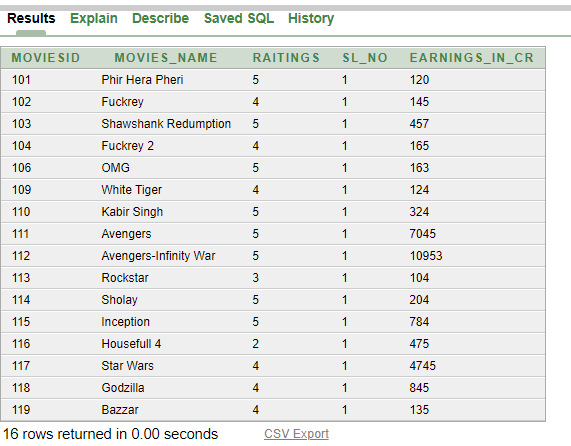 Results Explain Describe Saved SQL History
MOVIESID MOVIES_NAME RAITINGS SL_NO EARNINGS_IN_CR
101 Phir Hera Pheri 5 1 120
102 Fuckrey 4 1 145
103 Shawshank Redumption 5 1 457
104 Fuckrey 2 4 1 165
106 OMG 5 1 163
109 White Tiger 4 1 124
110 Kabir Singh 5 1 324
111 Avengers 5 1 7045
112 Avengers-Infinity War 5 1 10953
113 Rockstar 3 1 104
114 Sholay 5 1 204
115 Inception 5 1 784
116 Housefull 4 2 1 475
117 Star Wars 4 1 4745
118 Godzilla 4 1 845
119 Bazzar 4 1 135
16 rows returned in 0.00 seconds CSV Export